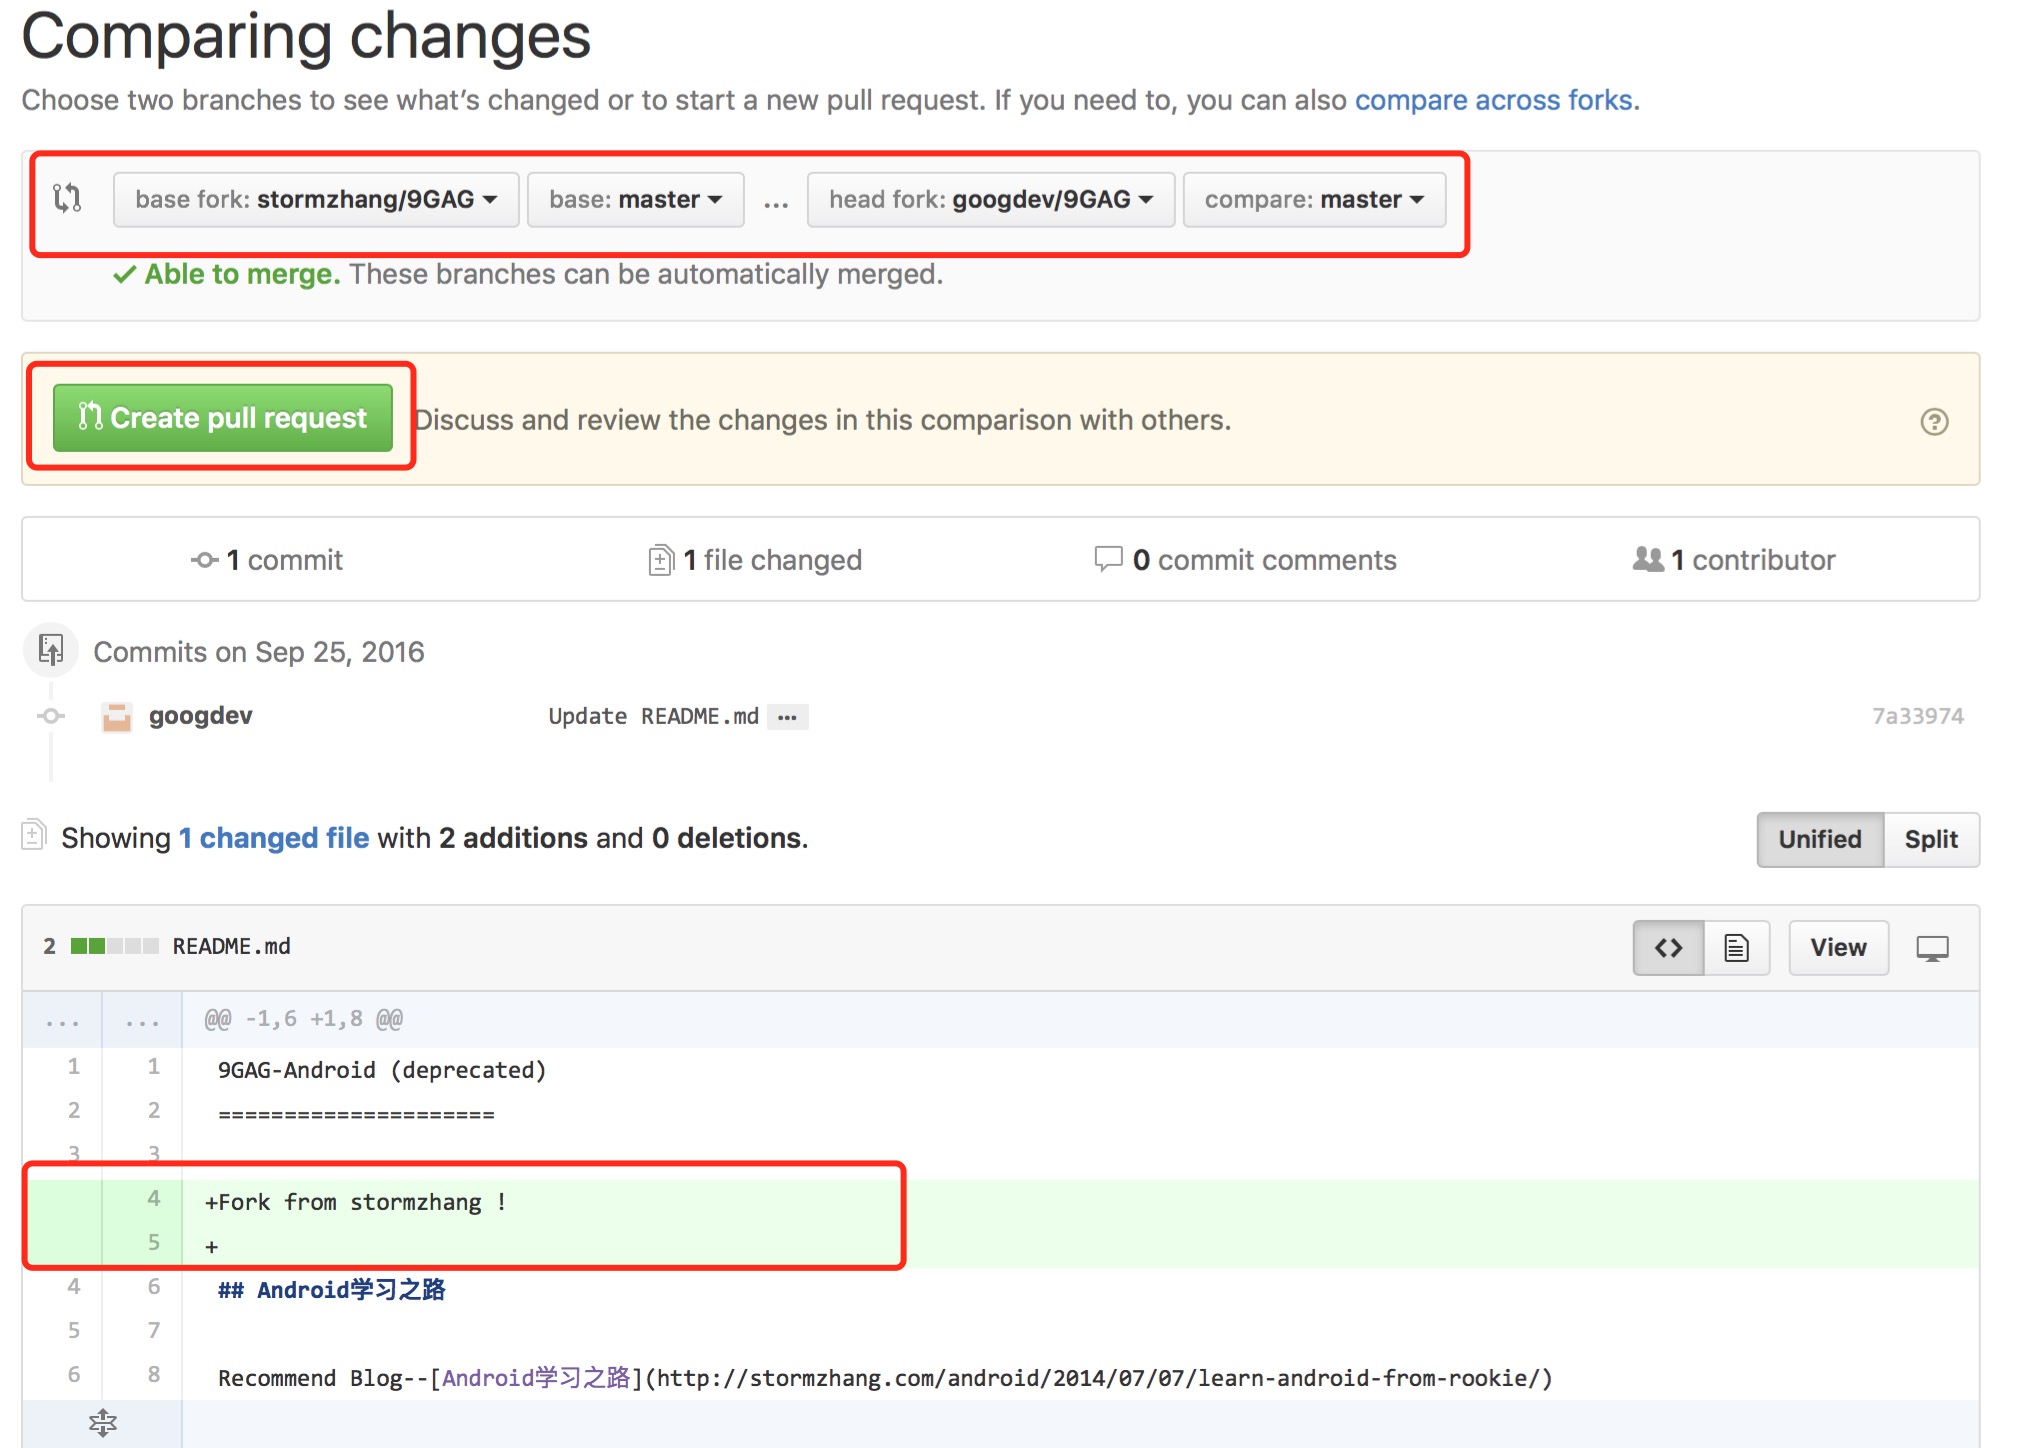 Comparing changes
Choose two branches to see what's changed or to start a new pull request. If you need to, you can also compare across forks.
base fork: stormzhang/9GAG base: master ... head fork: googdev/9GAG compare: master
Able to merge. These branches can be automatically merged.
Create pull request Discuss and review the changes in this comparison with others.
1 commit 1 file changed 0 commit comments 1 contributor
Commits on Sep 25, 2016
googdev Update README.md ... 7a33974
Showing 1 changed file with 2 additions and 0 deletions. Unified Split
2 README.md View
... ... @@ -1,6 +1,8 @@
1 1 9GAG-Android (deprecated)
2 2 =====================
3 3
4 +Fork from stormzhang !
5 +
4 6 ## Android学习之路
5 7
6 8 Recommend Blog--[Android学习之路](http://stormzhang.com/android/2014/07/07/learn-android-from-rookie/)